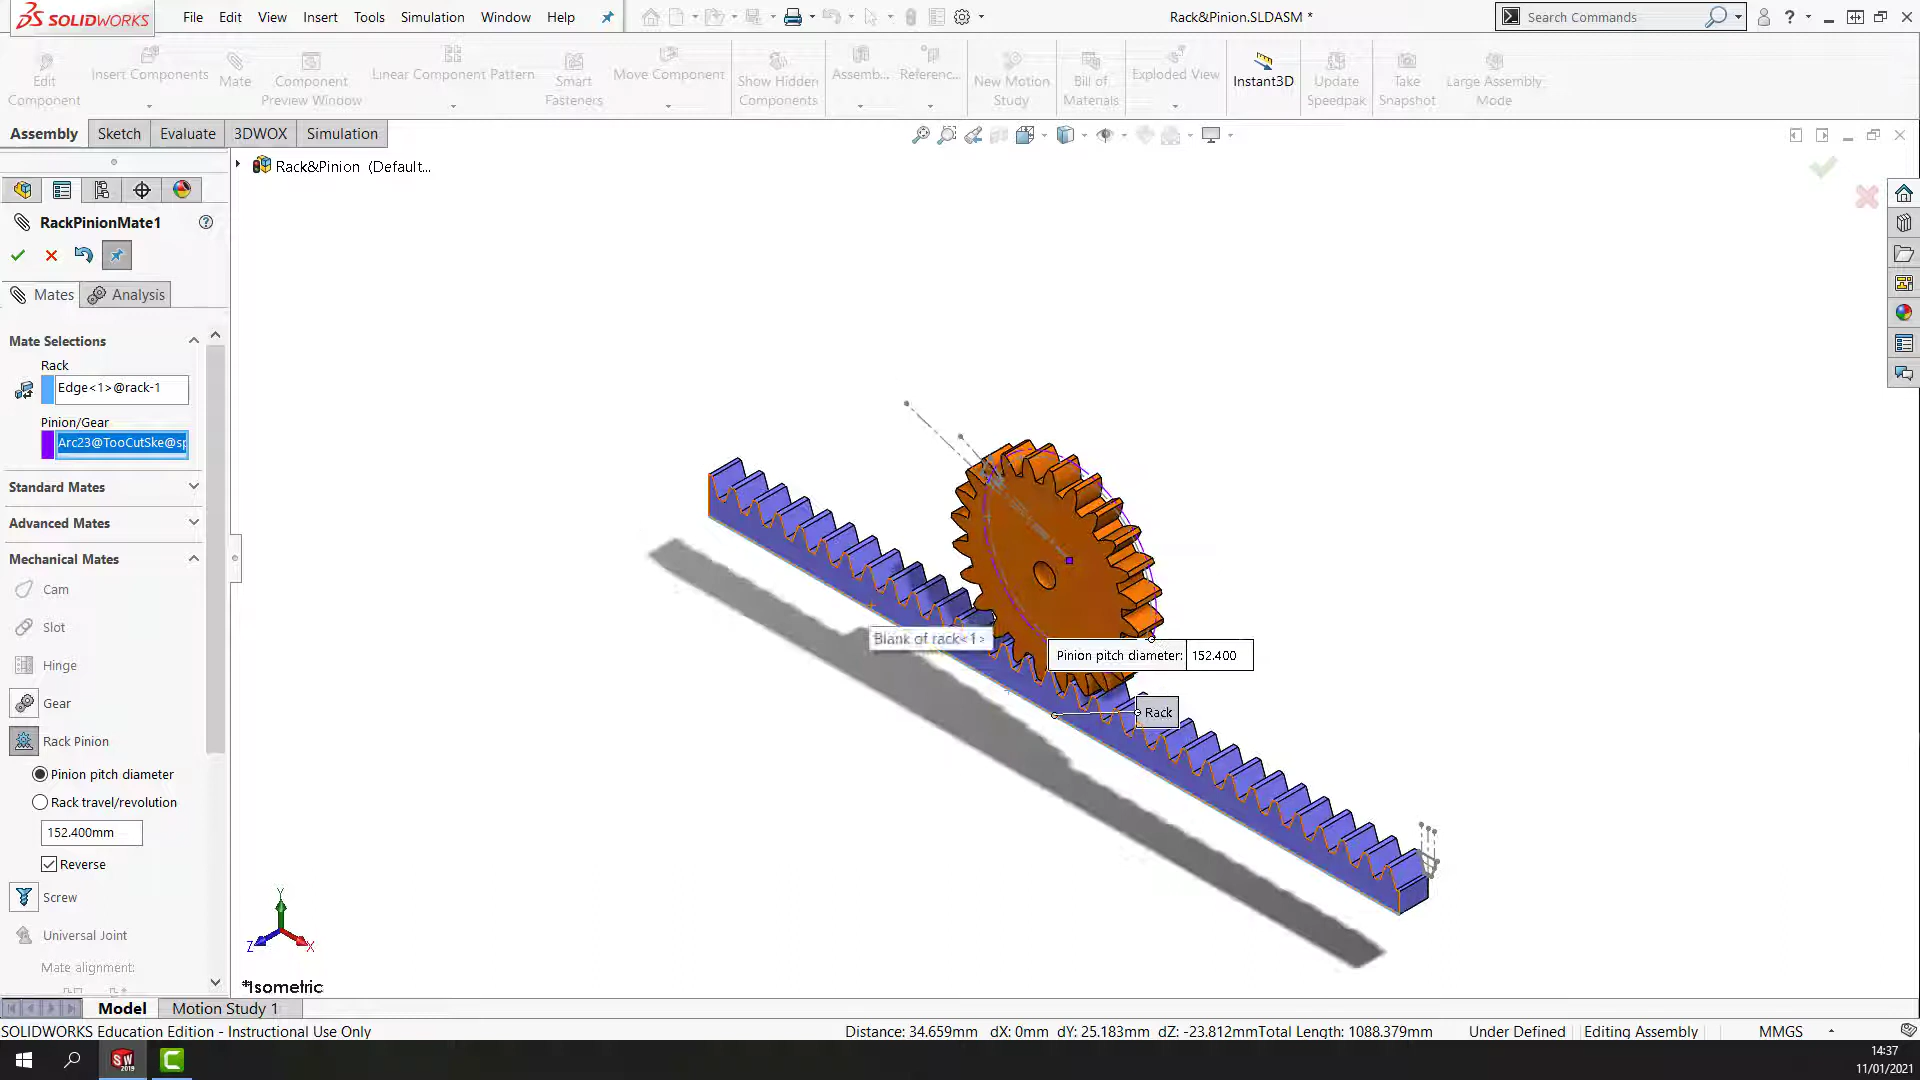 SOLIDWORKS
File Edit View Insert Tools Simulation Window Help
Rack&Pinion.SLDASM *
Search Commands
Edit Component
Insert Components
Mate
Component Preview Window
Linear Component Pattern
Smart Fasteners
Move Component
Show Hidden Components
Assemb...
Referenc...
New Motion Study
Bill of Materials
Exploded View
Instant3D
Update Speedpak
Take Snapshot
Large Assembly Mode
Assembly Sketch Evaluate 3DWOX Simulation
Rack&Pinion (Default...
RackPinionMate1
Mates Analysis
Mate Selections
Rack
Edge<1>@rack-1
Pinion/Gear
Arc23@TooCutSke@sp
Standard Mates
Advanced Mates
Mechanical Mates
Cam
Slot
Hinge
Gear
Rack Pinion
Pinion pitch diameter
Rack travel/revolution
152.400mm
Reverse
Screw
Universal Joint
Mate alignment:
Blank of rack<1>
Pinion pitch diameter: 152.400
Rack
Y
Z
X
*Isometric
Model Motion Study 1
SOLIDWORKS Education Edition - Instructional Use Only
Distance: 34.659mm dX: 0mm dY: 25.183mm dZ: -23.812mmTotal Length: 1088.379mm Under Defined Editing Assembly MMGS
SW
2019
14:37
11/01/2021